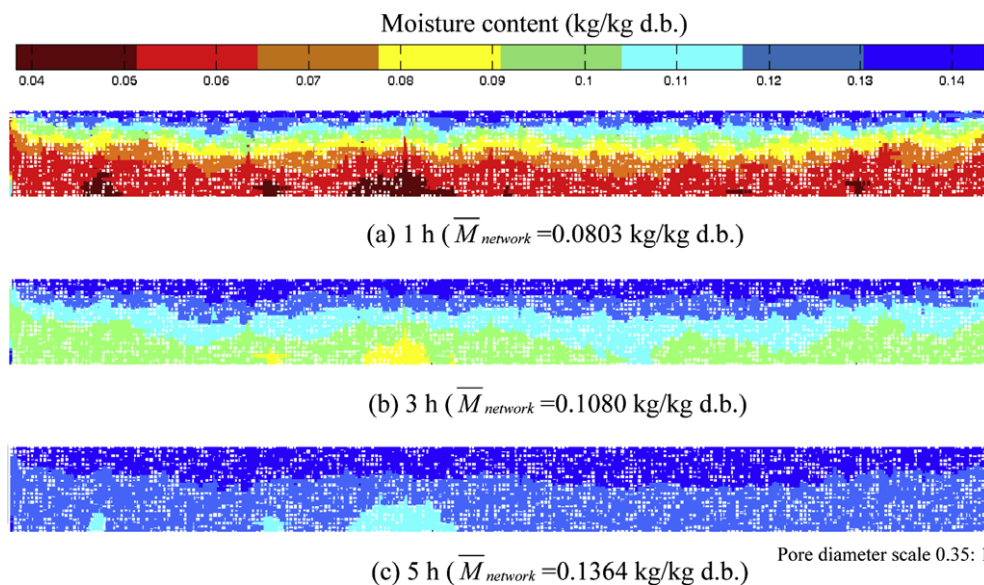 Moisture content (kg/kg d.b.)
0.04 0.05 0.06 0.07 0.08 0.09 0.1 0.11 0.12 0.13 0.14
(a) 1 h ( M̅ network =0.0803 kg/kg d.b.)
(b) 3 h ( M̅ network =0.1080 kg/kg d.b.)
Pore diameter scale 0.35: 1
(c) 5 h ( M̅ network =0.1364 kg/kg d.b.)